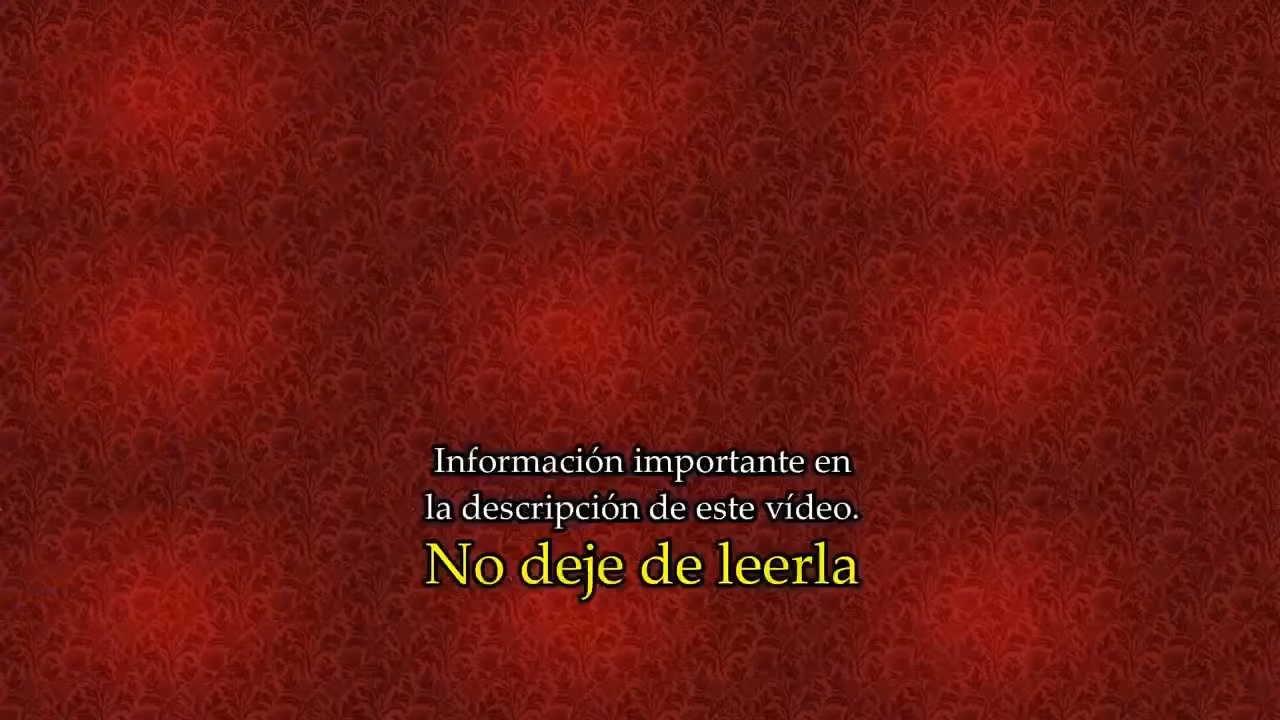 Información importante en
la descripción de este vídeo.
No deje de leerla